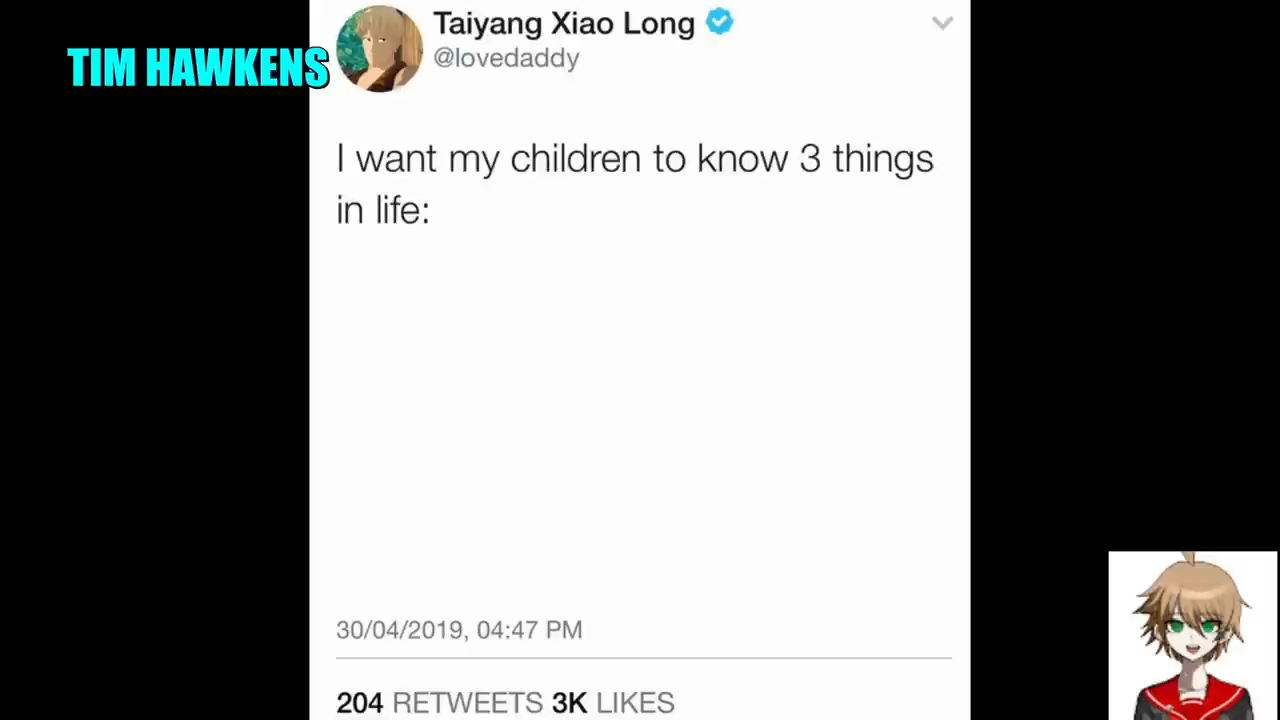 TIM HAWKENS
Taiyang Xiao Long
@lovedaddy
I want my children to know 3 things
in life:
30/04/2019, 04:47 PM
204 RETWEETS 3K LIKES